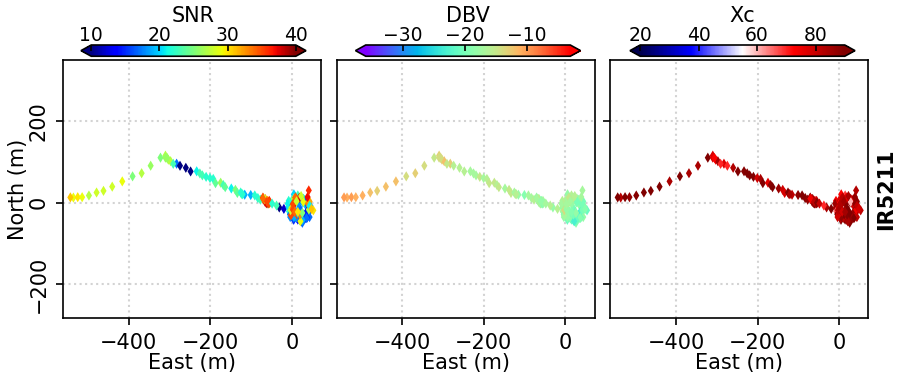 SNR DBV Xc
10 20 30 40 −30 −20 −10 20 40 60 80
200
0
−200
North (m)
−400 −200 0 −400 −200 0 −400 −200 0
East (m) East (m) East (m)
IR5211